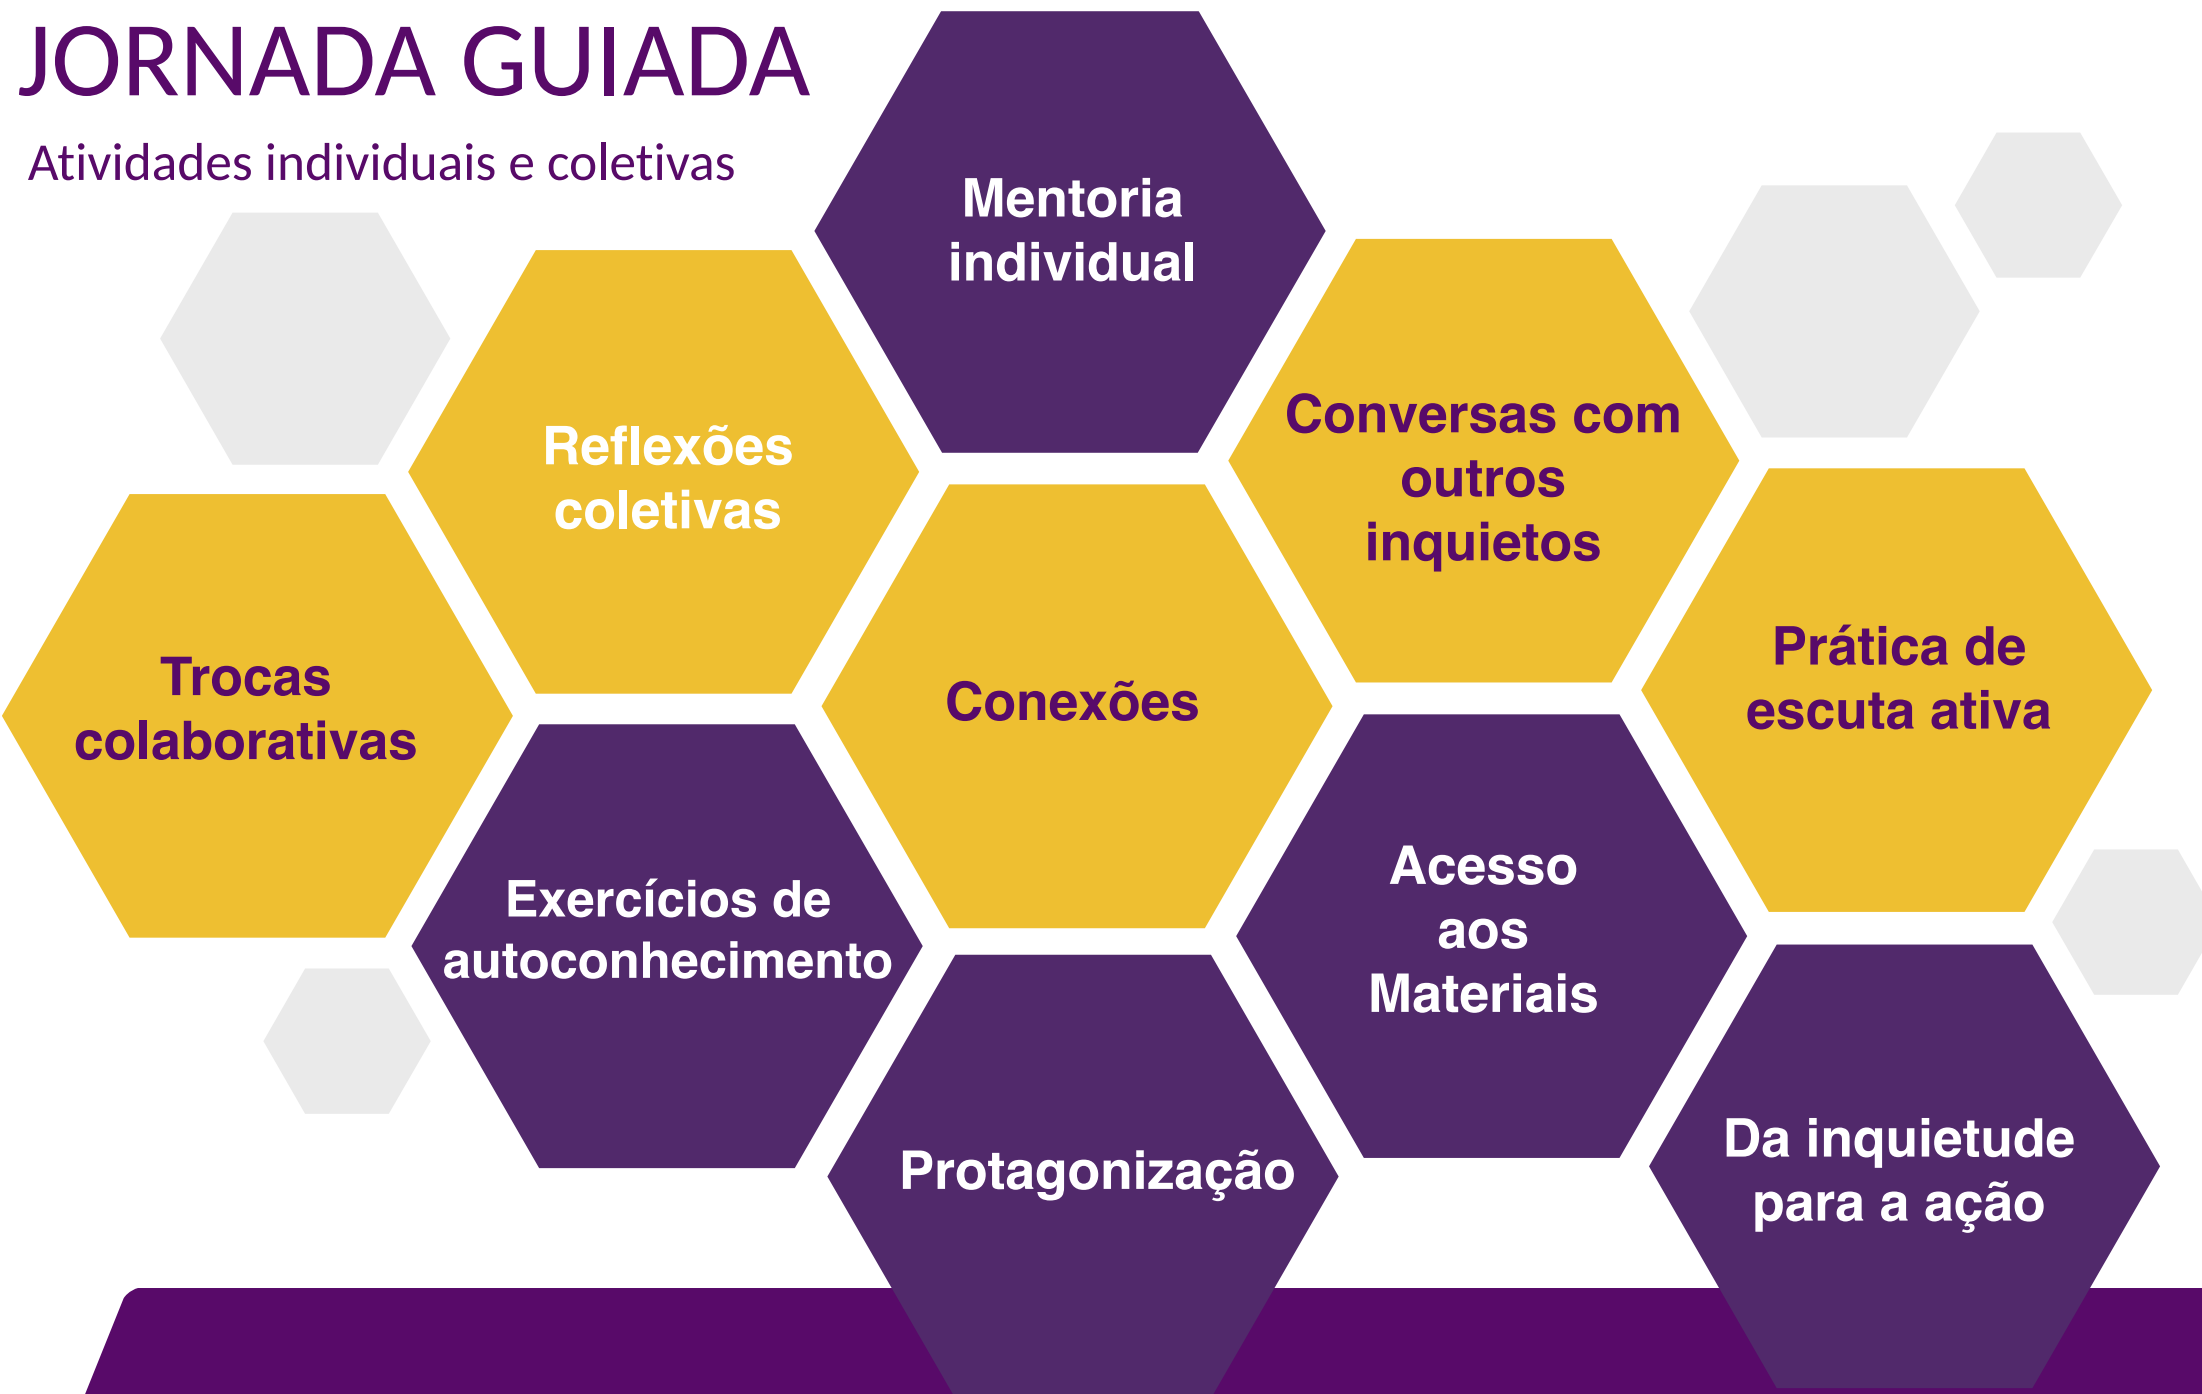 JORNADA GUIADA
Atividades individuais e coletivas
Mentoria
individual
Reflexões
coletivas
Conversas com
outros
inquietos
Trocas
colaborativas
Conexões
Prática de
escuta ativa
Exercícios de
autoconhecimento
Acesso
aos
Materiais
Protagonização
Da inquietude
para a ação